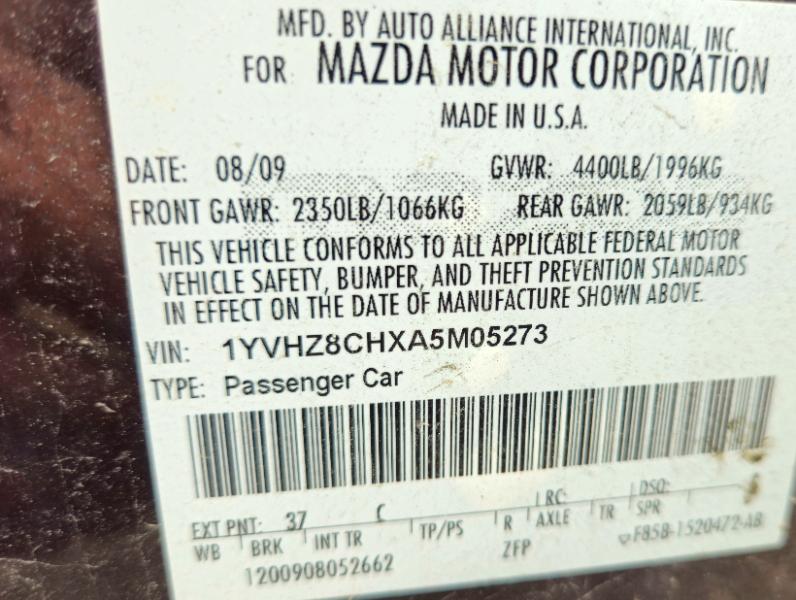 MFD. BY AUTO ALLIANCE INTERNATIONAL, INC.
FOR MAZDA MOTOR CORPORATION
MADE IN U.S.A.
DATE: 08/09 GVWR: 4400LB/1996KG
FRONT GAWR: 2350LB/1066KG REAR GAWR: 2059LB/934KG
THIS VEHICLE CONFORMS TO ALL APPLICABLE FEDERAL MOTOR
VEHICLE SAFETY, BUMPER, AND THEFT PREVENTION STANDARDS
IN EFFECT ON THE DATE OF MANUFACTURE SHOWN ABOVE.
VIN: 1YVHZ8CHXA5M05273
TYPE: Passenger Car
EXT PNT: 37 C RC: DSO:
WB BRK INT TR TP/PS R AXLE TR SPR
1200908052662 ZFP F85B-1520472-AB